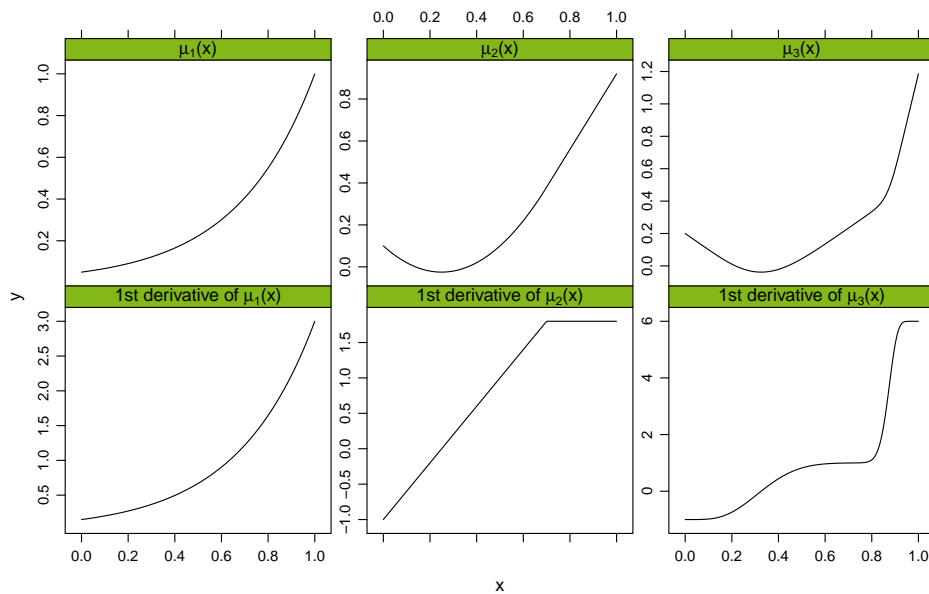 0.0 0.2 0.4 0.6 0.8 1.0
μ1(x) μ2(x) μ3(x)
0.2 0.4 0.6 0.8 1.0
0.0 0.2 0.4 0.6 0.8
0.0 0.2 0.4 0.6 0.8 1.0 1.2
y
1st derivative of μ1(x) 1st derivative of μ2(x) 1st derivative of μ3(x)
0.5 1.0 1.5 2.0 2.5 3.0
−1.0 −0.5 0.0 0.5 1.0 1.5
0 2 4 6
0.0 0.2 0.4 0.6 0.8 1.0
0.0 0.2 0.4 0.6 0.8 1.0
x